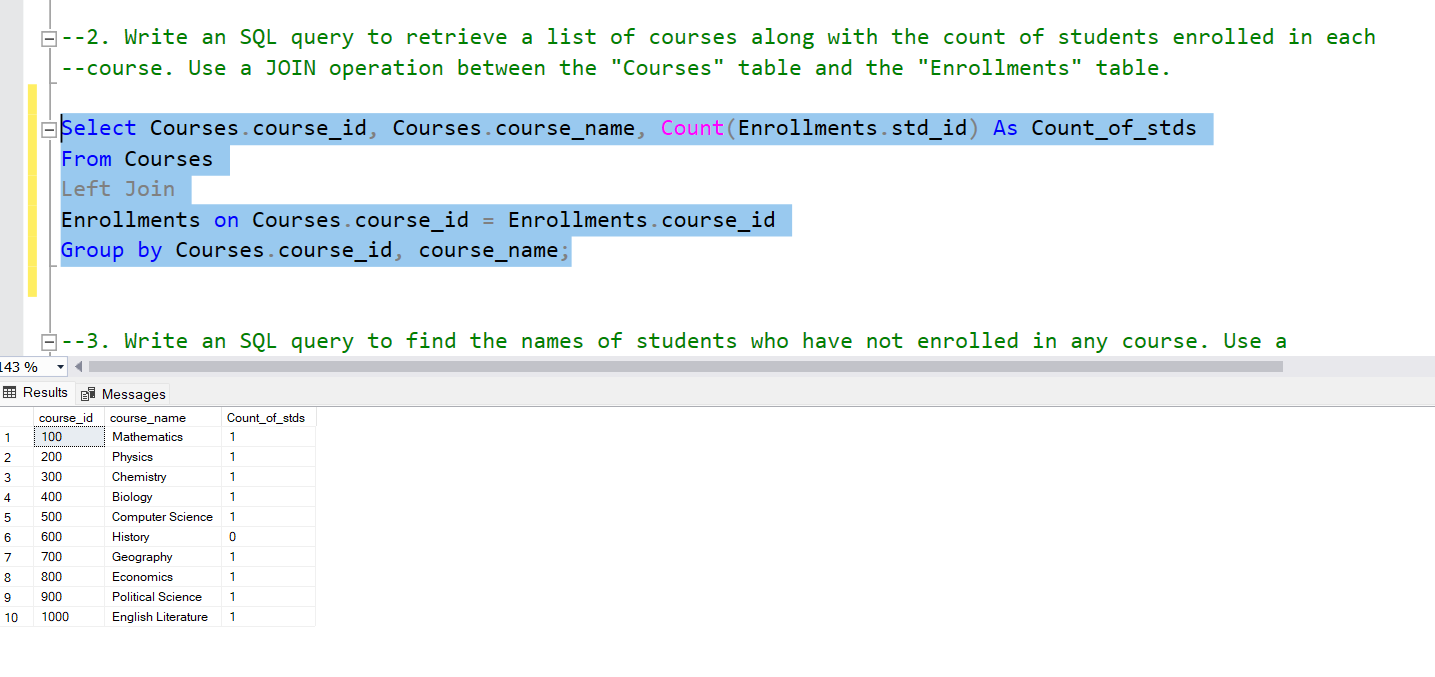 --2. Write an SQL query to retrieve a list of courses along with the count of students enrolled in each
--course. Use a JOIN operation between the "Courses" table and the "Enrollments" table.
Select Courses.course_id, Courses.course_name, Count(Enrollments.std_id) As Count_of_stds
From Courses
Left Join
Enrollments on Courses.course_id = Enrollments.course_id
Group by Courses.course_id, course_name;
--3. Write an SQL query to find the names of students who have not enrolled in any course. Use a
143 %
Results Messages
course_id course_name Count_of_stds
1 100 Mathematics 1
2 200 Physics 1
3 300 Chemistry 1
4 400 Biology 1
5 500 Computer Science 1
6 600 History 0
7 700 Geography 1
8 800 Economics 1
9 900 Political Science 1
10 1000 English Literature 1